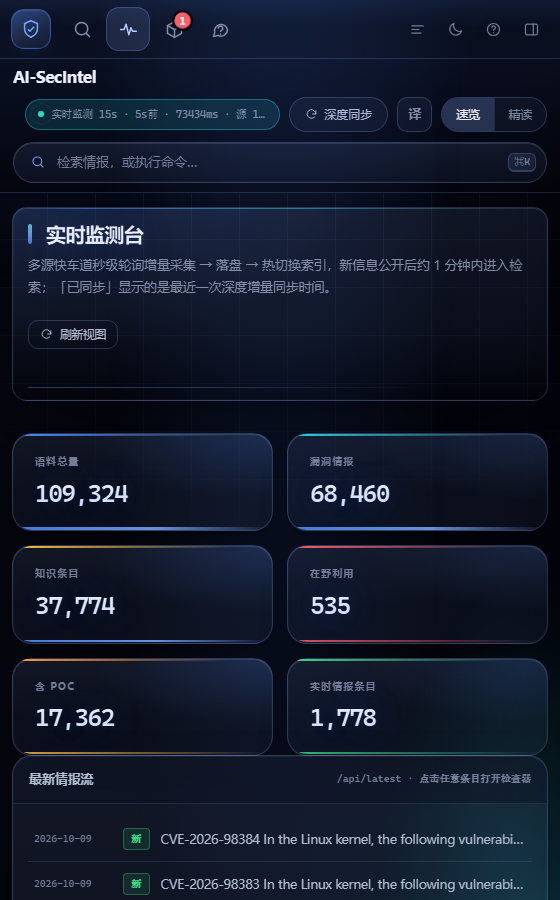 1
AI-SecIntel
实时监测 15s · 5s前 · 73434ms · 源 1…
深度同步
译
速览
精读
检索情报，或执行命令...
⌘K
实时监测台
多源快车道秒级轮询增量采集 → 落盘 → 热切换索引，新信息公开后约 1 分钟内进入检
索；「已同步」显示的是最近一次深度增量同步时间。
刷新视图
语料总量
109,324
漏洞情报
68,460
知识条目
37,774
在野利用
535
含 POC
17,362
实时情报条目
1,778
最新情报流
/api/latest · 点击任意条目打开检查器
2026-10-09 新 CVE-2026-98384 In the Linux kernel, the following vulnerabi...
2026-10-09 新 CVE-2026-98383 In the Linux kernel, the following vulnerabi...